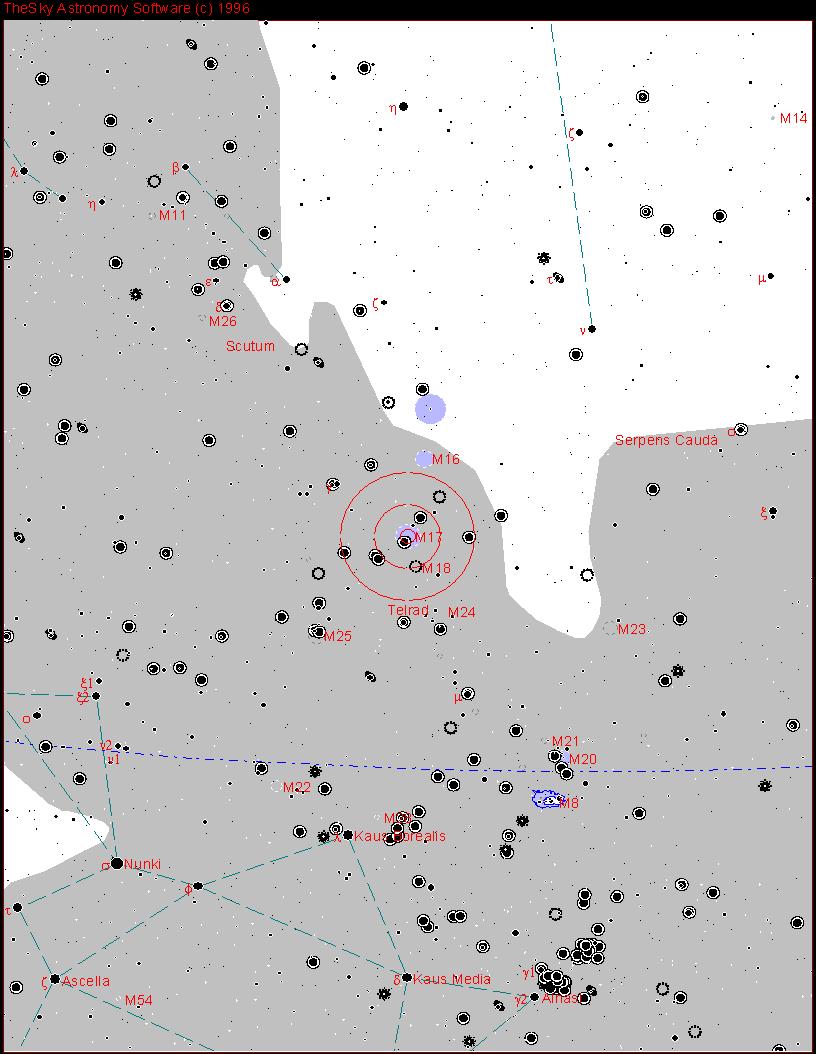 TheSky Astronomy Software (c) 1996
η
M14
ζ
β
λ
η
M11
ε
α
τ
μ
ξ
ζ
M26
ν
Scutum
ο
Serpens Cauda
M16
γ
ξ
M17
M18
Telrad
M24
M25
M23
ξ1
ξ2
μ
ο
ν2
ν1
M21
M20
M22
M8
λ
Kaus Borealis
σ
Nunki
φ
τ
γ1
ζ
Ascella
δ
Kaus Media
γ2
M54